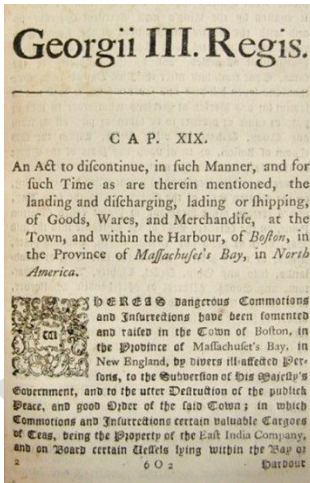 Georgii III. Regis.
CAP. XIX.
An Act to discontinue, in ſuch Manner, and for
ſuch Time as are therein mentioned, the
landing and diſcharging, lading or ſhipping,
of Goods, Wares, and Merchandiſe, at the
Town, and within the Harbour, of Boſton, in
the Province of Maſſachuſet's Bay, in North
America.
WHEREAS dangerous Commotions
and Inſurrections have been fomented
and raiſed in the Town of Boſton, in
the Province of Maſſachuſet's Bay, in
New England, by divers ill-affected Per-
ſons, to the Subverſion of His Majeſty's
Government, and to the utter Deſtruction of the publick
Peace, and good Order of the ſaid Town; in which
Commotions and Inſurrections certain valuable Cargoes
of Teas, being the Property of the Eaſt India Company,
and on Board certain Veſſels lying within the Bay or
2 6 O 2 Harbour